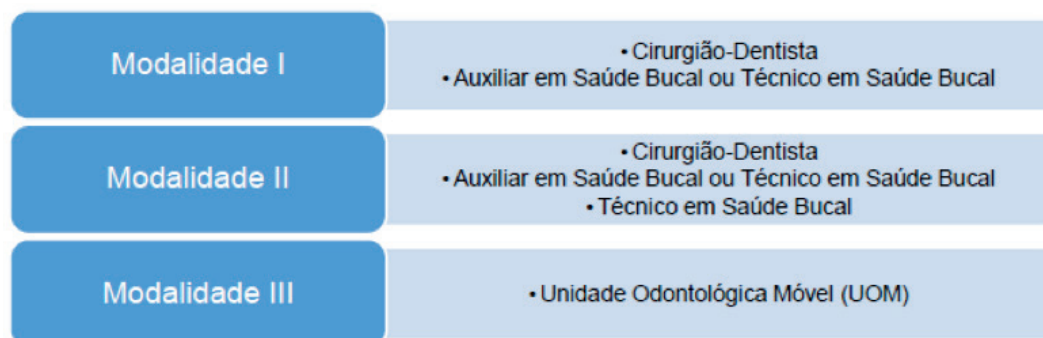 Modalidade I
• Cirurgião-Dentista
• Auxiliar em Saúde Bucal ou Técnico em Saúde Bucal
Modalidade II
• Cirurgião-Dentista
• Auxiliar em Saúde Bucal ou Técnico em Saúde Bucal
• Técnico em Saúde Bucal
Modalidade III
• Unidade Odontológica Móvel (UOM)